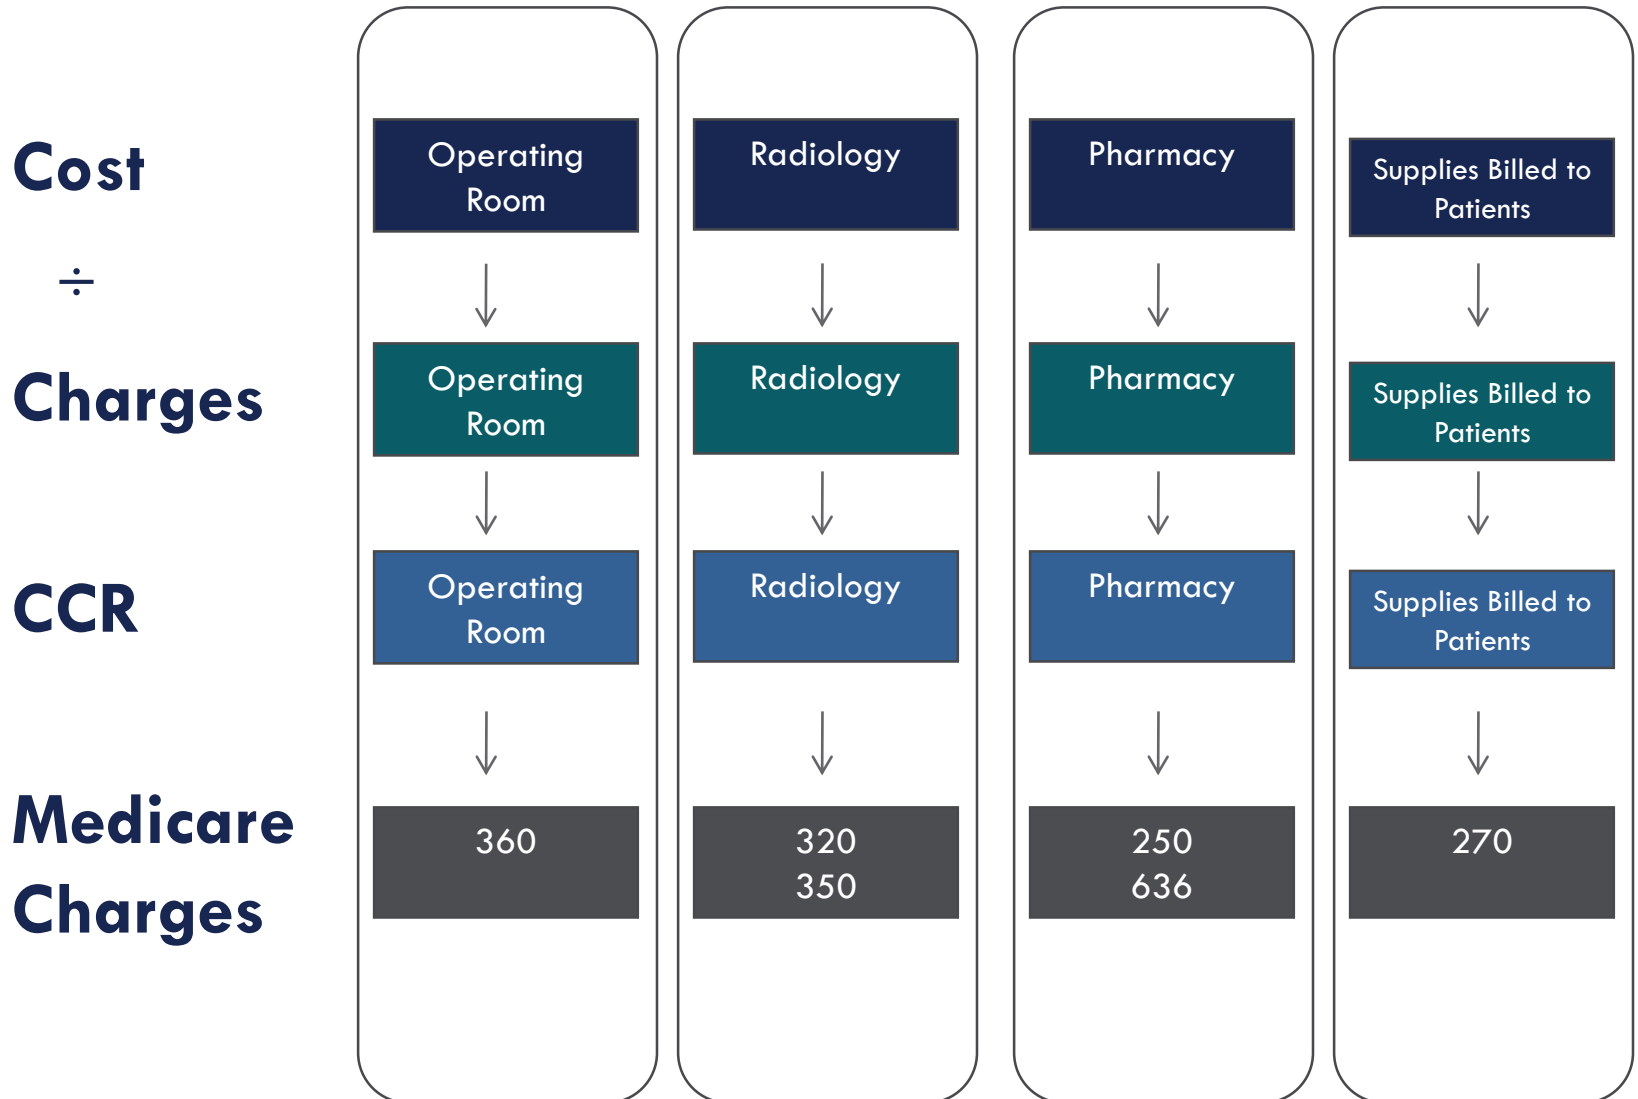 Cost
Operating
Room
Radiology
Pharmacy
Supplies Billed to
Patients
÷
Charges
Operating
Room
Radiology
Pharmacy
Supplies Billed to
Patients
CCR
Operating
Room
Radiology
Pharmacy
Supplies Billed to
Patients
Medicare
Charges
360
320
350
250
636
270